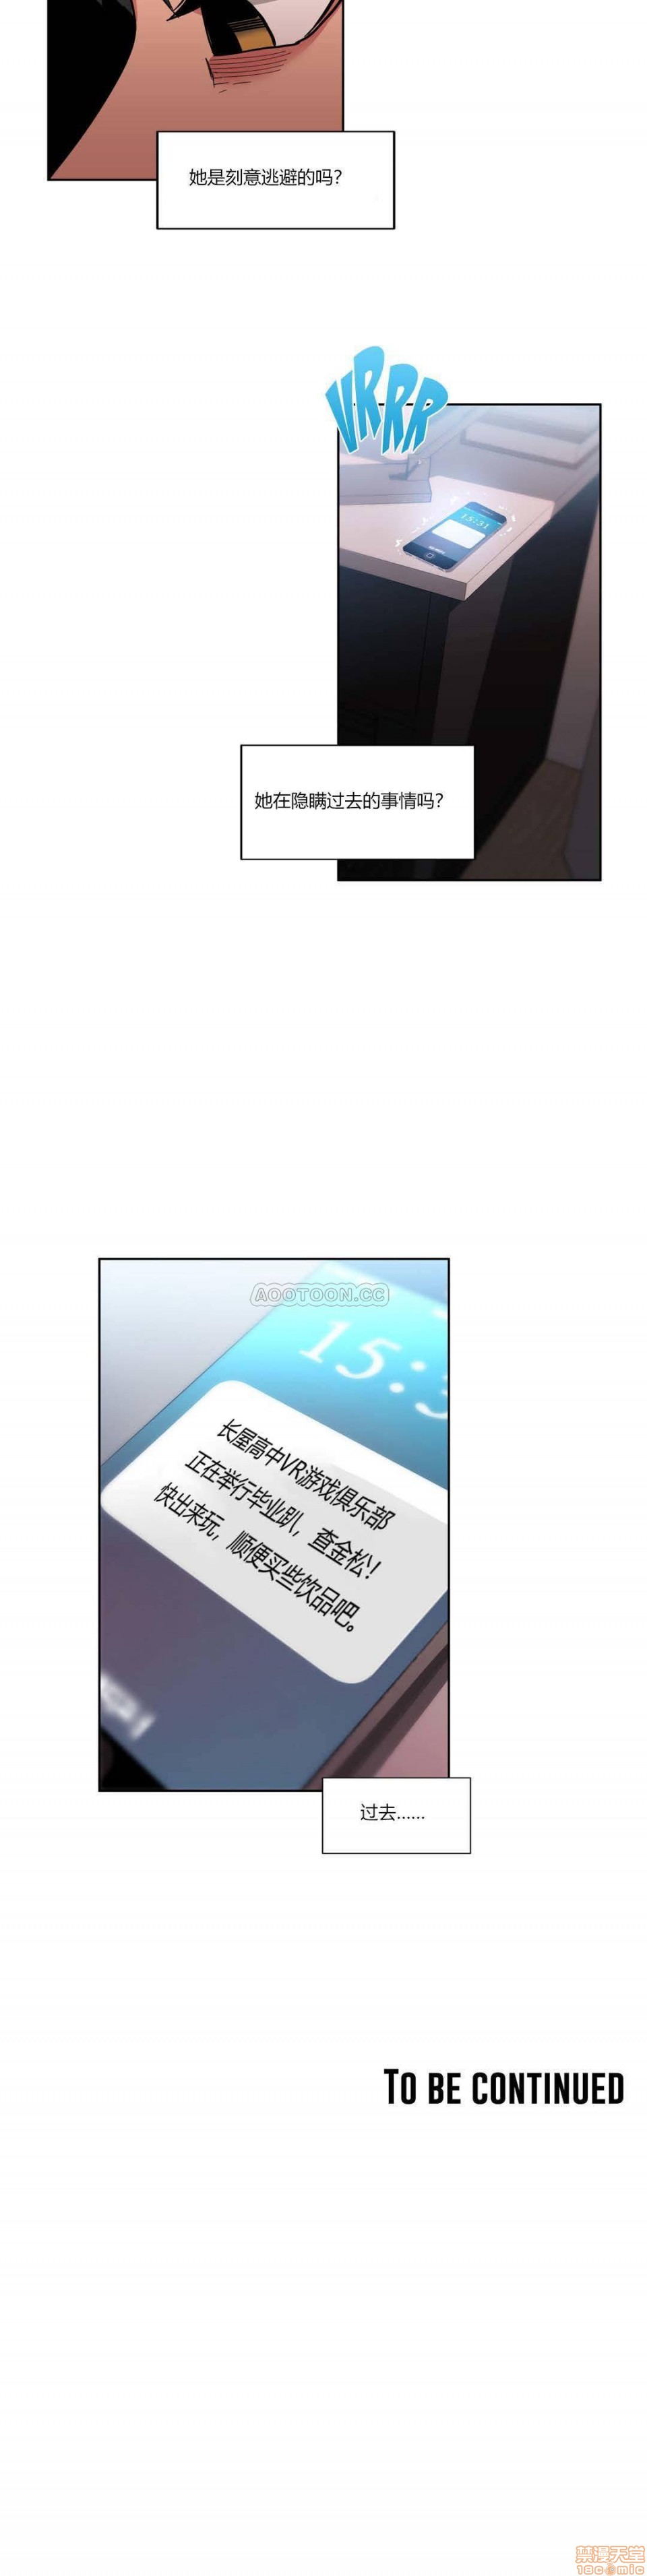 她是刻意逃避的吗?
VRRR
15:31
她在隐瞒过去的事情吗?
AOOTOON.CC
15:3
长屋高中VR游戏俱乐部
正在举行毕业趴，查金松!
快出来玩，顺便买些饮品吧。
过去......
TO BE CONTINUED
禁漫天堂
18comic